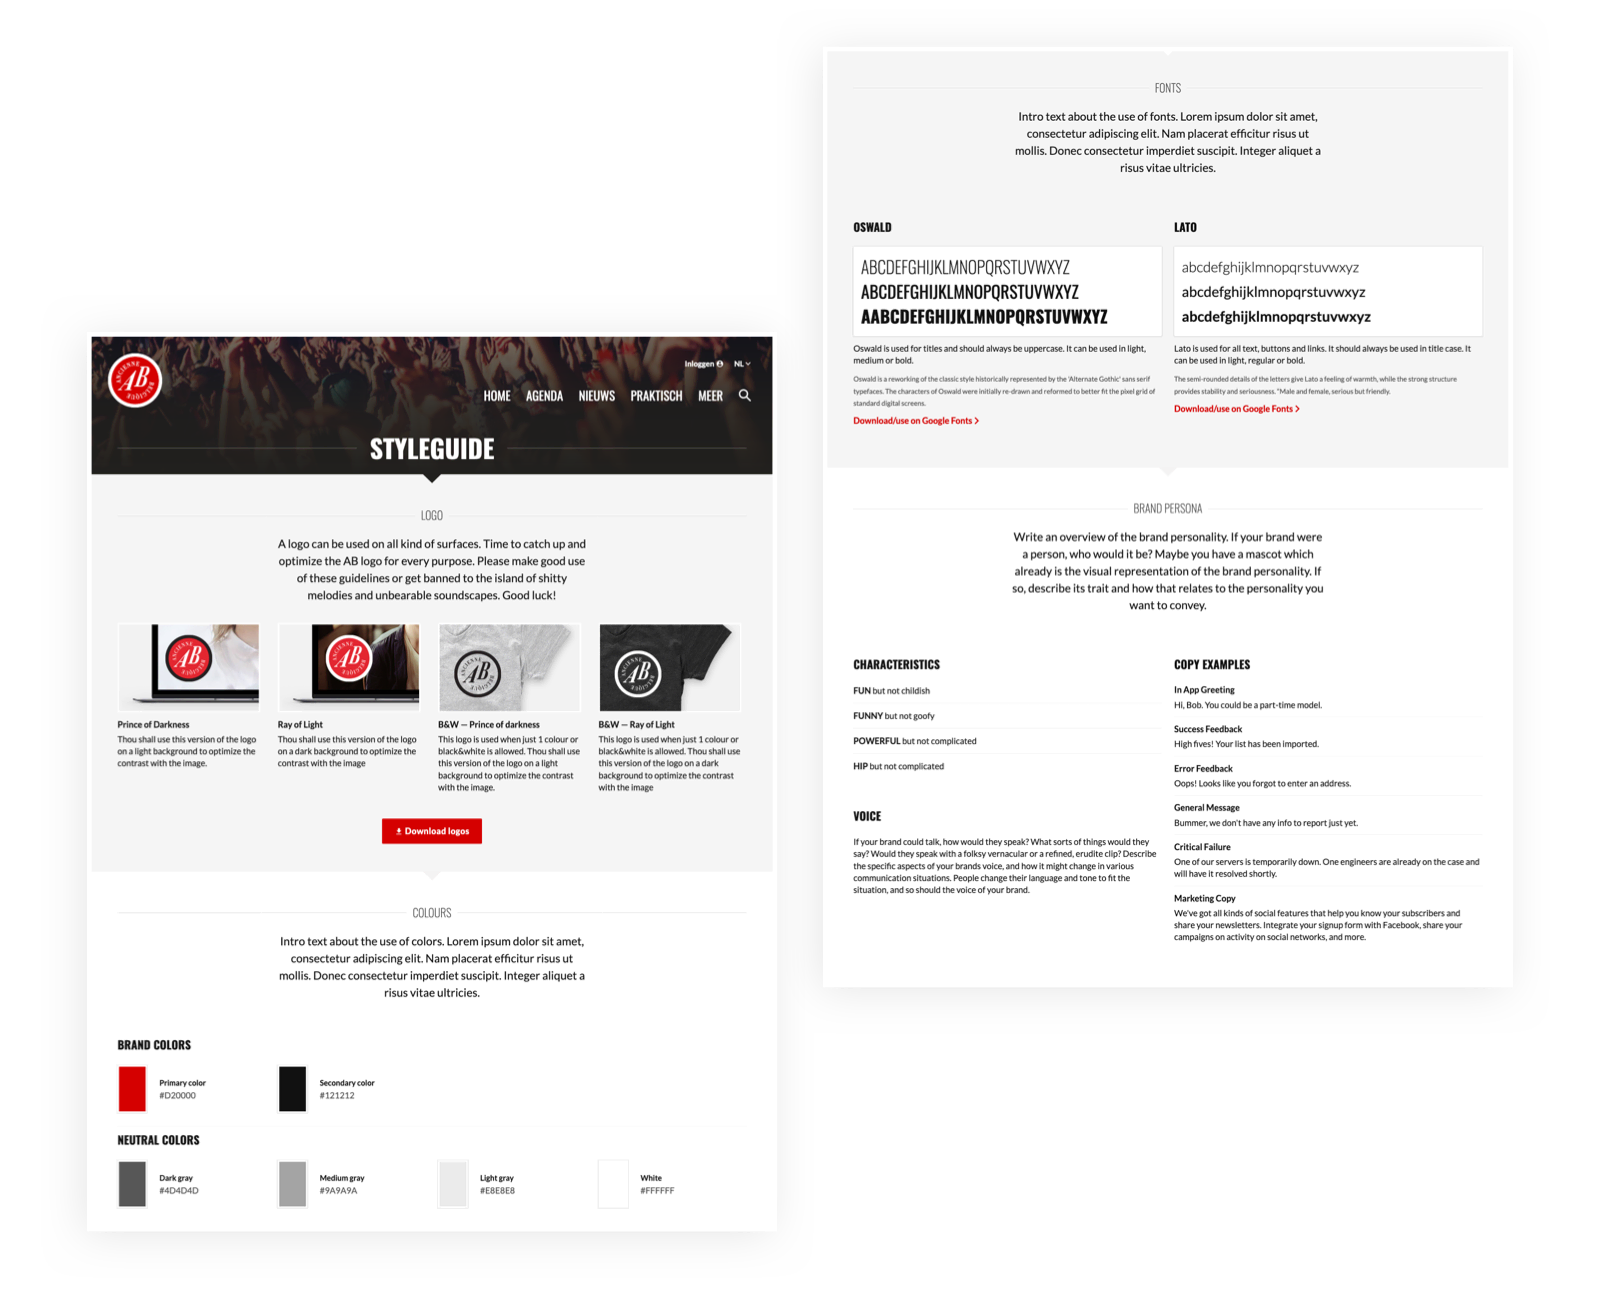 ANCIENNE
AB
BELGIQUE
Inloggen
NL
HOME
AGENDA
NIEUWS
PRAKTISCH
MEER
STYLEGUIDE
LOGO
A logo can be used on all kind of surfaces. Time to catch up and
optimize the AB logo for every purpose. Please make good use
of these guidelines or get banned to the island of shitty
melodies and unbearable soundscapes. Good luck!
ANCIENNE
AB
BELGIQUE
ANCIENNE
AB
BELGIQUE
ANCIENNE
AB
BELGIQUE
ANCIENNE
AB
BELGIQUE
Prince of Darkness
Thou shall use this version of the logo
on a light background to optimize the
contrast with the image.
Ray of Light
Thou shall use this version of the logo
on a dark background to optimize the
contrast with the image
B&W — Prince of darkness
This logo is used when just 1 colour or
black&white is allowed. Thou shall use
this version of the logo on a light
background to optimize the contrast
with the image.
B&W — Ray of Light
This logo is used when just 1 colour or
black&white is allowed. Thou shall use
this version of the logo on a dark
background to optimize the contrast
with the image
Download logos
COLOURS
Intro text about the use of colors. Lorem ipsum dolor sit amet,
consectetur adipiscing elit. Nam placerat efficitur risus ut
mollis. Donec consectetur imperdiet suscipit. Integer aliquet a
risus vitae ultricies.
BRAND COLORS
Primary color
#D20000
Secondary color
#121212
NEUTRAL COLORS
Dark gray
#4D4D4D
Medium gray
#9A9A9A
Light gray
#E8E8E8
White
#FFFFFF
FONTS
Intro text about the use of fonts. Lorem ipsum dolor sit amet,
consectetur adipiscing elit. Nam placerat efficitur risus ut
mollis. Donec consectetur imperdiet suscipit. Integer aliquet a
risus vitae ultricies.
OSWALD
ABCDEFGHIJKLMNOPQRSTUVWXYZ
ABCDEFGHIJKLMNOPQRSTUVWXYZ
AABCDEFGHIJKLMNOPQRSTUVWXYZ
Oswald is used for titles and should always be uppercase. It can be used in light,
medium or bold.
Oswald is a reworking of the classic style historically represented by the 'Alternate Gothic' sans serif
typefaces. The characters of Oswald were initially re-drawn and reformed to better fit the pixel grid of
standard digital screens.
Download/use on Google Fonts
LATO
abcdefghijklmnopqrstuvwxyz
abcdefghijklmnopqrstuvwxyz
abcdefghijklmnopqrstuvwxyz
Lato is used for all text, buttons and links. It should always be used in title case. It
can be used in light, regular or bold.
The semi-rounded details of the letters give Lato a feeling of warmth, while the strong structure
provides stability and seriousness. "Male and female, serious but friendly.
Download/use on Google Fonts
BRAND PERSONA
Write an overview of the brand personality. If your brand were
a person, who would it be? Maybe you have a mascot which
already is the visual representation of the brand personality. If
so, describe its trait and how that relates to the personality you
want to convey.
CHARACTERISTICS
FUN but not childish
FUNNY but not goofy
POWERFUL but not complicated
HIP but not complicated
VOICE
If your brand could talk, how would they speak? What sorts of things would they
say? Would they speak with a folksy vernacular or a refined, erudite clip? Describe
the specific aspects of your brands voice, and how it might change in various
communication situations. People change their language and tone to fit the
situation, and so should the voice of your brand.
COPY EXAMPLES
In App Greeting
Hi, Bob. You could be a part-time model.
Success Feedback
High fives! Your list has been imported.
Error Feedback
Oops! Looks like you forgot to enter an address.
General Message
Bummer, we don't have any info to report just yet.
Critical Failure
One of our servers is temporarily down. One engineers are already on the case and
will have it resolved shortly.
Marketing Copy
We've got all kinds of social features that help you know your subscribers and
share your newsletters. Integrate your signup form with Facebook, share your
campaigns on activity on social networks, and more.